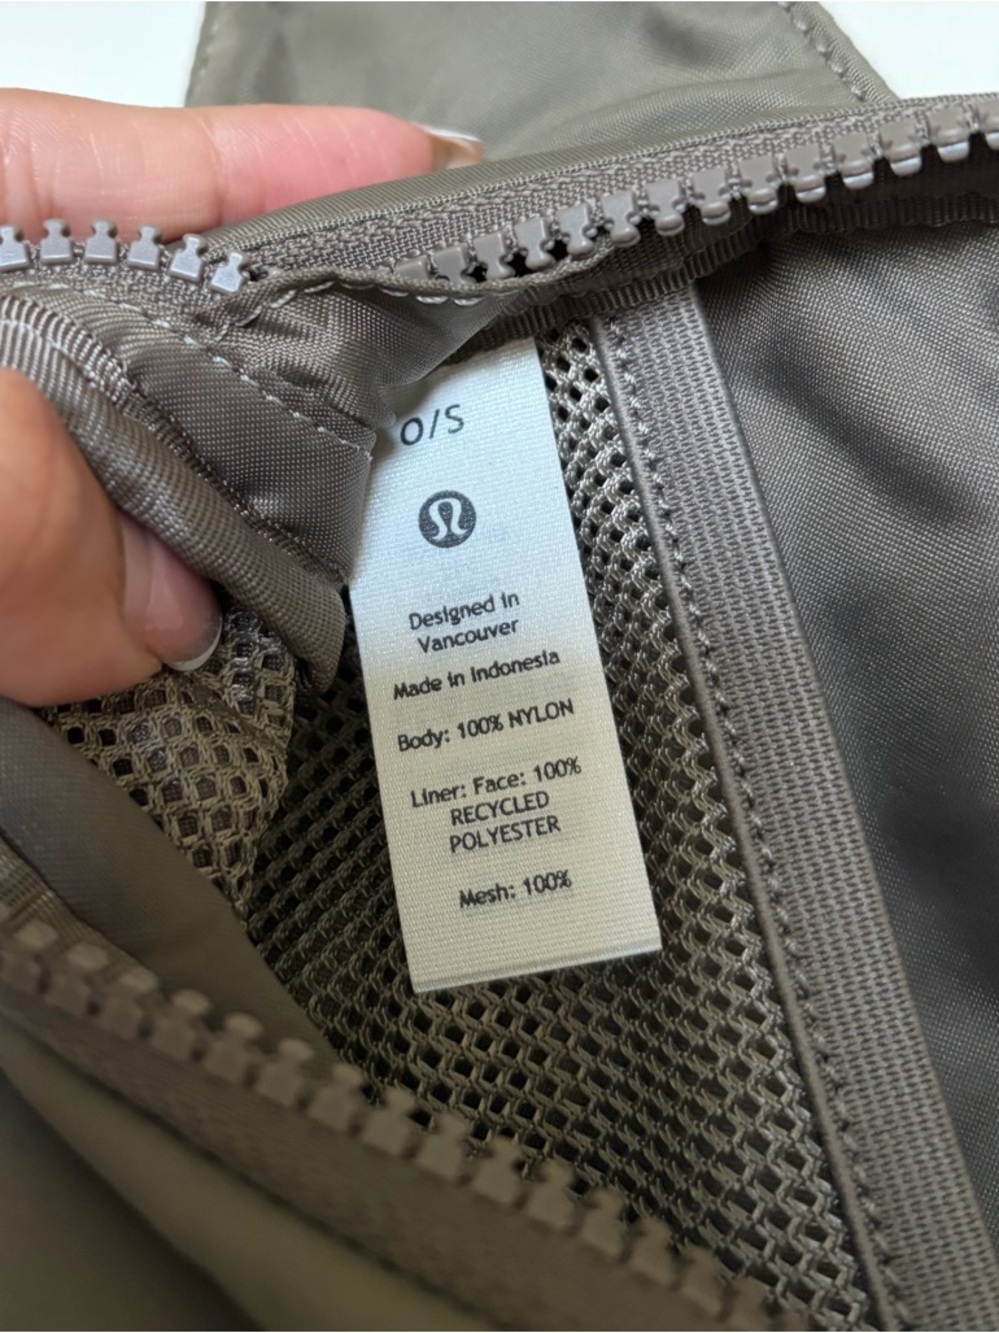 O/S
Designed in
Vancouver
Made in Indonesia
Body: 100% NYLON
Liner: Face: 100%
RECYCLED
POLYESTER
Mesh: 100%